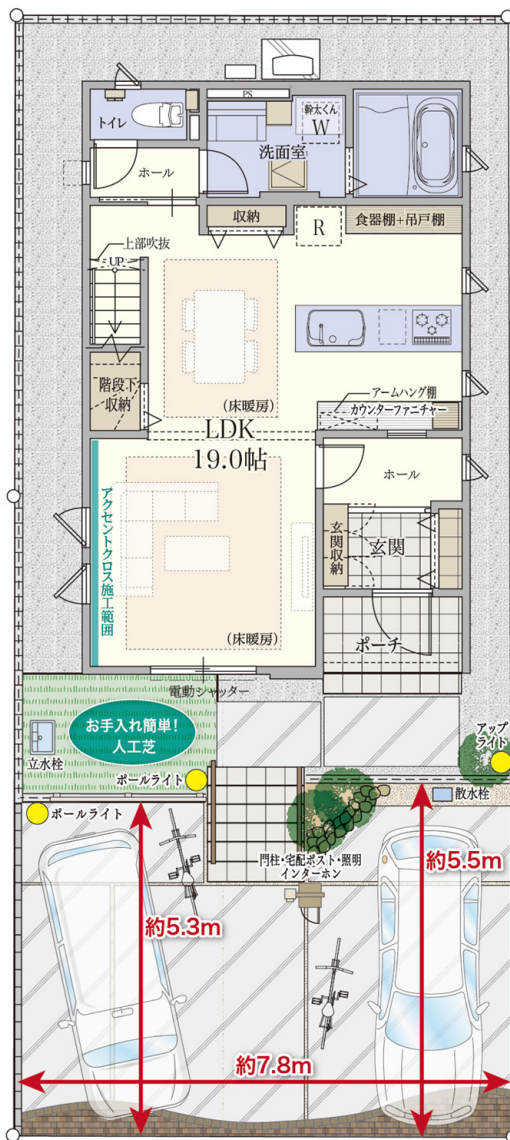 PS
トイレ
幹太くん
W
洗面室
ホール
収納
R
食器棚+吊戸棚
上部吹抜
UP
階段下
収納
(床暖房)
アームハング棚
カウンターファニチャー
LDK
19.0帖
ホール
アクセントクロス施工範囲
玄関収納
玄関
(床暖房)
ポーチ
電動シャッター
お手入れ簡単!
人工芝
立水栓
アップ
ライト
ポールライト
散水栓
ポールライト
門柱・宅配ポスト・照明
インターホン
約5.5m
約5.3m
約7.8m